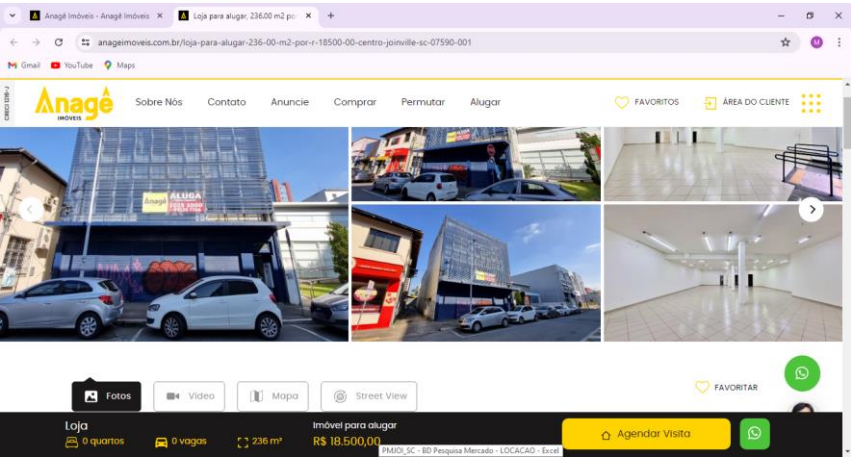 Anagê Imóveis - Anagê Imóveis
Loja para alugar, 236.00 m2 por
anageimoveis.com.br/loja-para-alugar-236-00-m2-por-r-18500-00-centro-joinville-sc-07590-001
M
Gmail
YouTube
Maps
Anagê
IMÓVEIS
Sobre Nós
Contato
Anuncie
Comprar
Permutar
Alugar
FAVORITOS
ÁREA DO CLIENTE
Anagê ALUGA
Fotos
Vídeo
Mapa
Street View
FAVORITAR
Loja
0 quartos
0 vagas
236 m²
Imóvel para alugar
R$ 18.500,00
Agendar Visita
PMJOI_SC - BD Pesquisa Mercado - LOCACAO - Excel